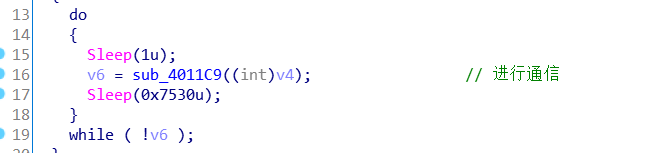 13 do
14 {
15 Sleep(1u);
16 v6 = sub_4011C9((int)v4); // 进行通信
17 Sleep(0x7530u);
18 }
19 while ( !v6 );